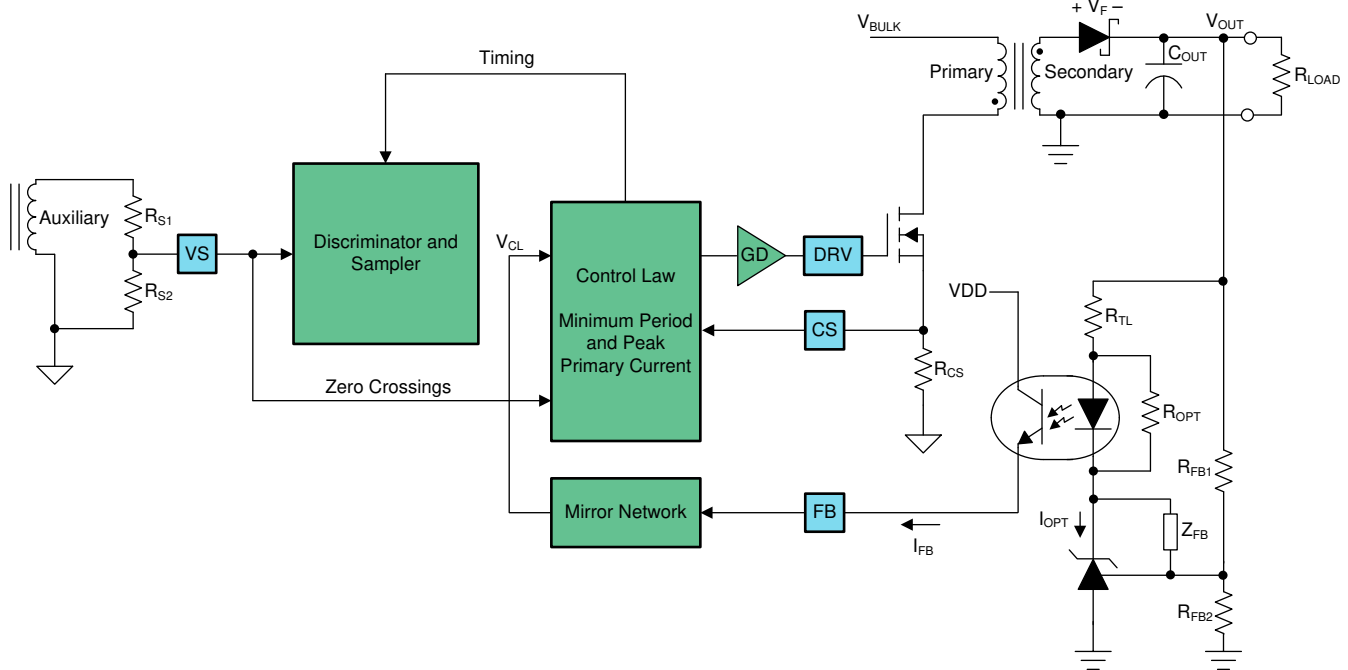 + VF –
VBULK
VOUT
Timing
Primary
Secondary
COUT
RLOAD
Auxiliary
RS1
VS
RS2
Discriminator and
Sampler
VCL
Control Law
Minimum Period
and Peak
Primary Current
GD
DRV
CS
RCS
VDD
RTL
ROPT
Zero Crossings
RFB1
Mirror Network
FB
IFB
IOPT
ZFB
RFB2